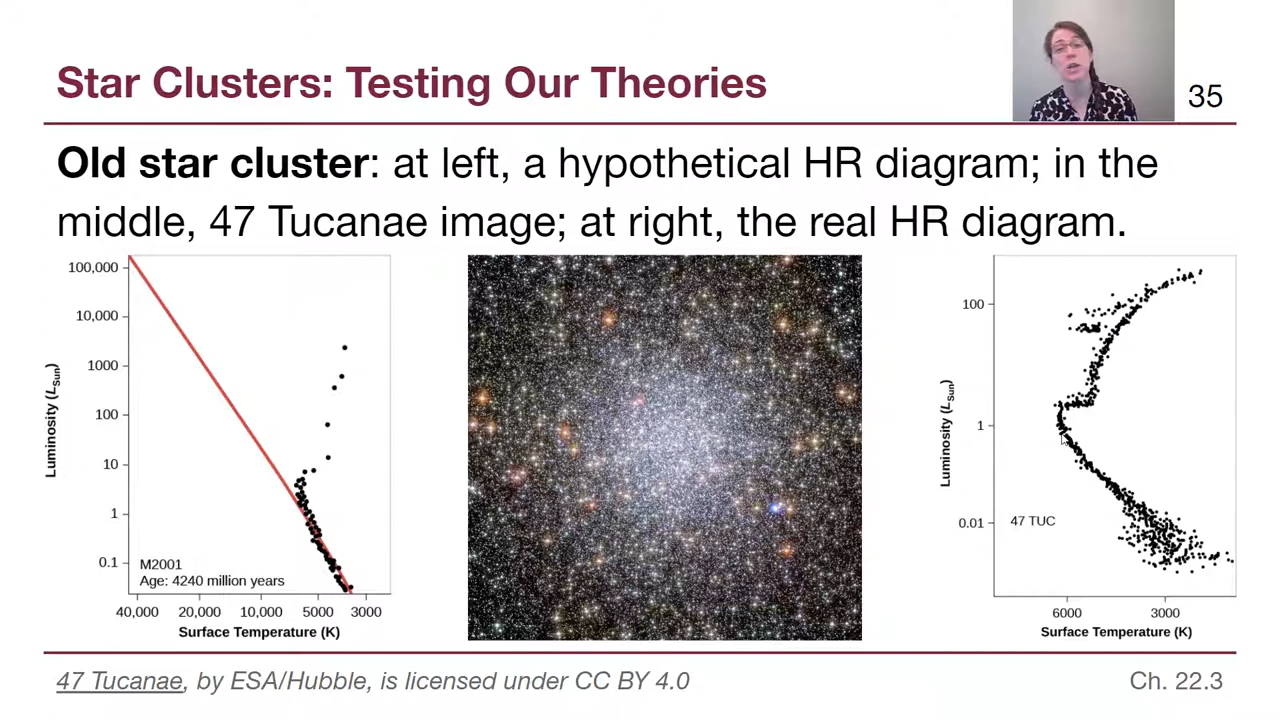 Star Clusters: Testing Our Theories
35
Old star cluster: at left, a hypothetical HR diagram; in the
middle, 47 Tucanae image; at right, the real HR diagram.
100,000
10,000
1000
100
10
1
0.1
Luminosity (LSun)
M2001
Age: 4240 million years
40,000 20,000 10,000 5000 3000
Surface Temperature (K)
100
1
0.01
Luminosity (LSun)
47 TUC
6000 3000
Surface Temperature (K)
47 Tucanae, by ESA/Hubble, is licensed under CC BY 4.0
Ch. 22.3